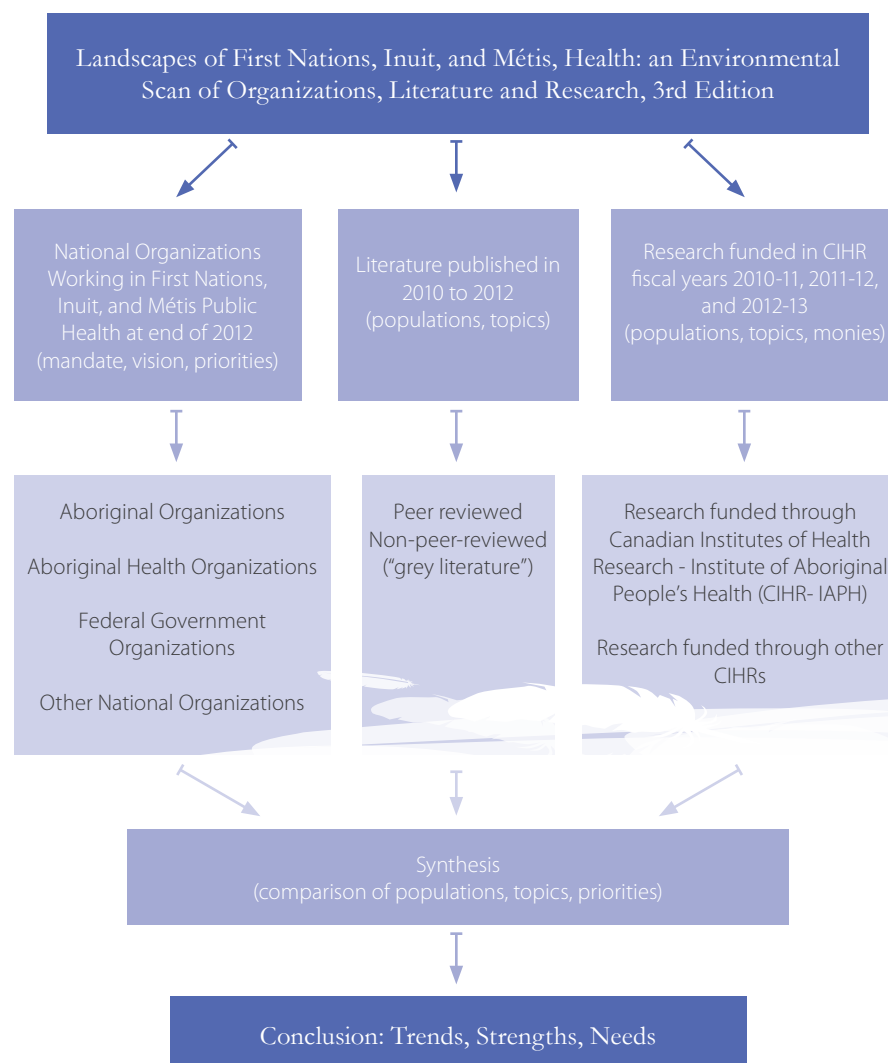 Landscapes of First Nations, Inuit, and Métis, Health: an Environmental
Scan of Organizations, Literature and Research, 3rd Edition
National Organizations
Working in First Nations,
Inuit, and Métis Public
Health at end of 2012
(mandate, vision, priorities)
Literature published in
2010 to 2012
(populations, topics)
Research funded in CIHR
fiscal years 2010-11, 2011-12,
and 2012-13
(populations, topics, monies)
Aboriginal Organizations
Aboriginal Health Organizations
Federal Government
Organizations
Other National Organizations
Peer reviewed
Non-peer-reviewed
(“grey literature”)
Research funded through
Canadian Institutes of Health
Research - Institute of Aboriginal
People’s Health (CIHR- IAPH)
Research funded through other
CIHRs
Synthesis
(comparison of populations, topics, priorities)
Conclusion: Trends, Strengths, Needs